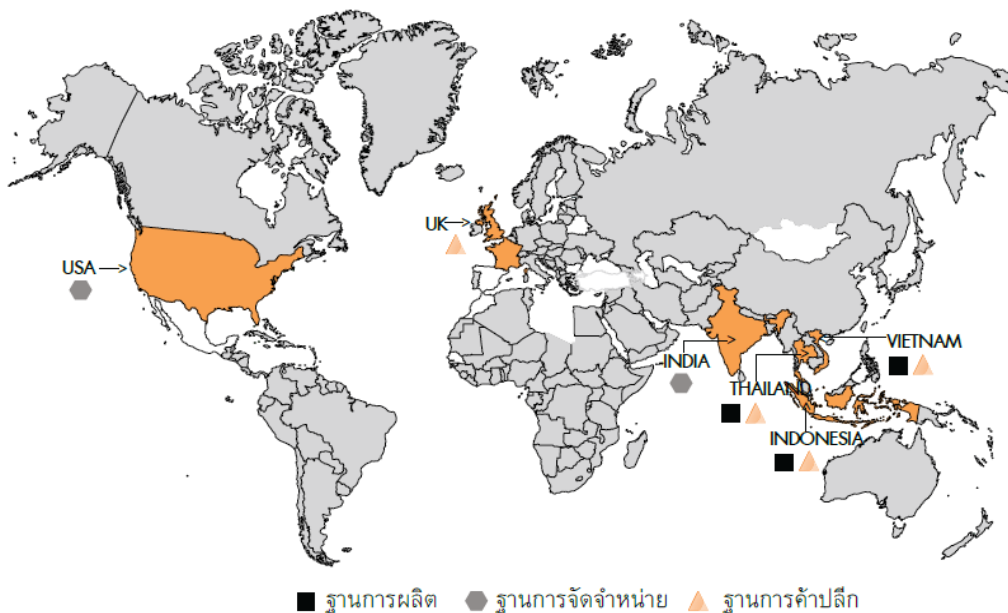 UK
USA
VIETNAM
INDIA
THAILAND
INDONESIA
ฐานการผลิต ฐานการจัดจำหน่าย ฐานการค้าปลีก